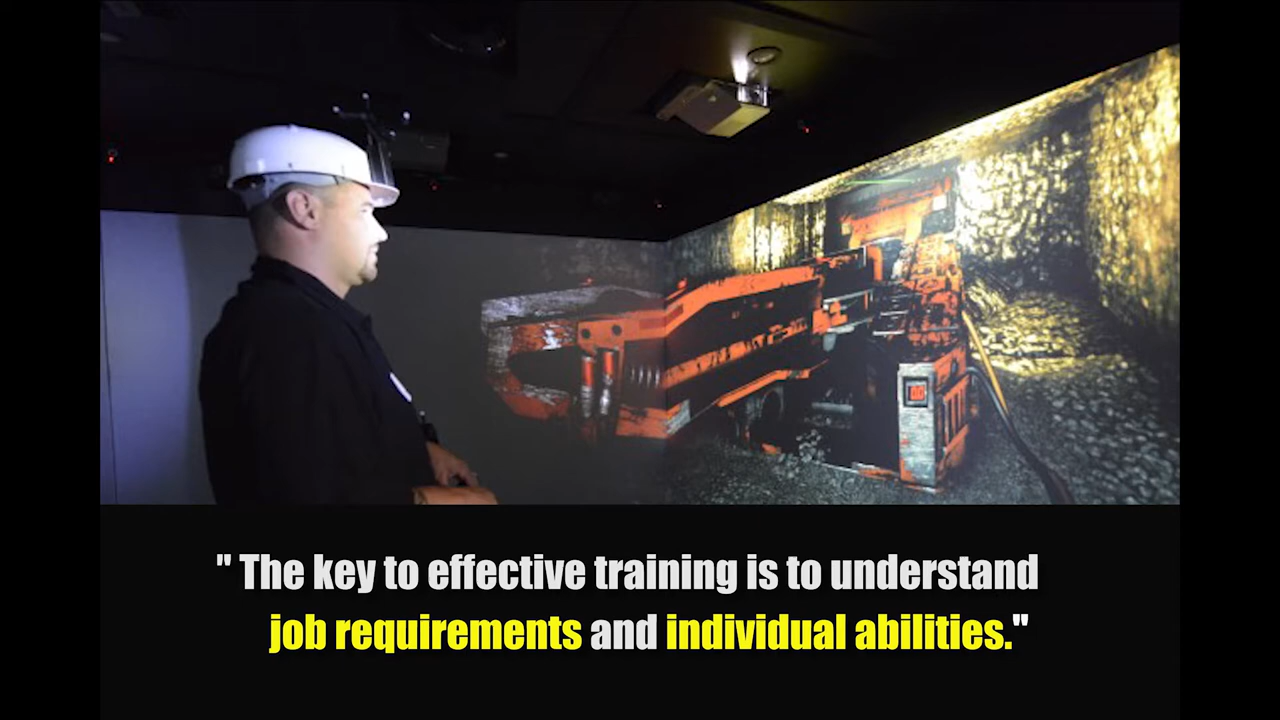 " The key to effective training is to understand
job requirements and individual abilities."